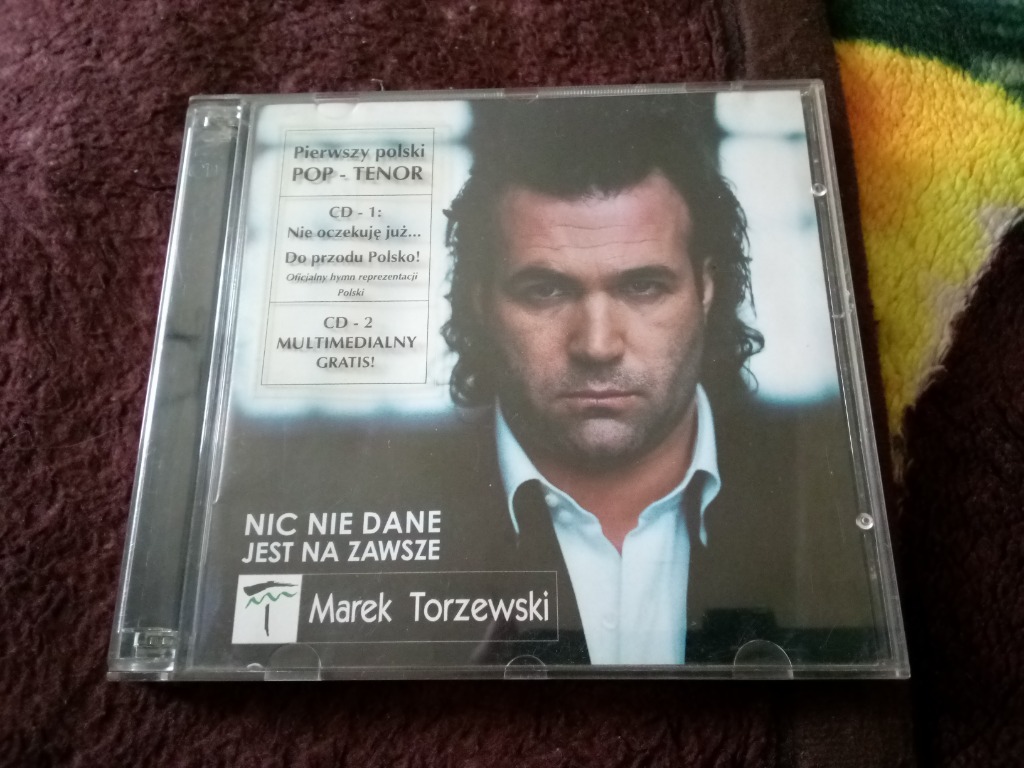 Pierwszy polski
POP - TENOR
CD - 1:
Nie oczekuję już...
Do przodu Polsko!
Oficjalny hymn reprezentacji
Polski
CD - 2
MULTIMEDIALNY
GRATIS!
NIC NIE DANE
JEST NA ZAWSZE
Marek Torzewski